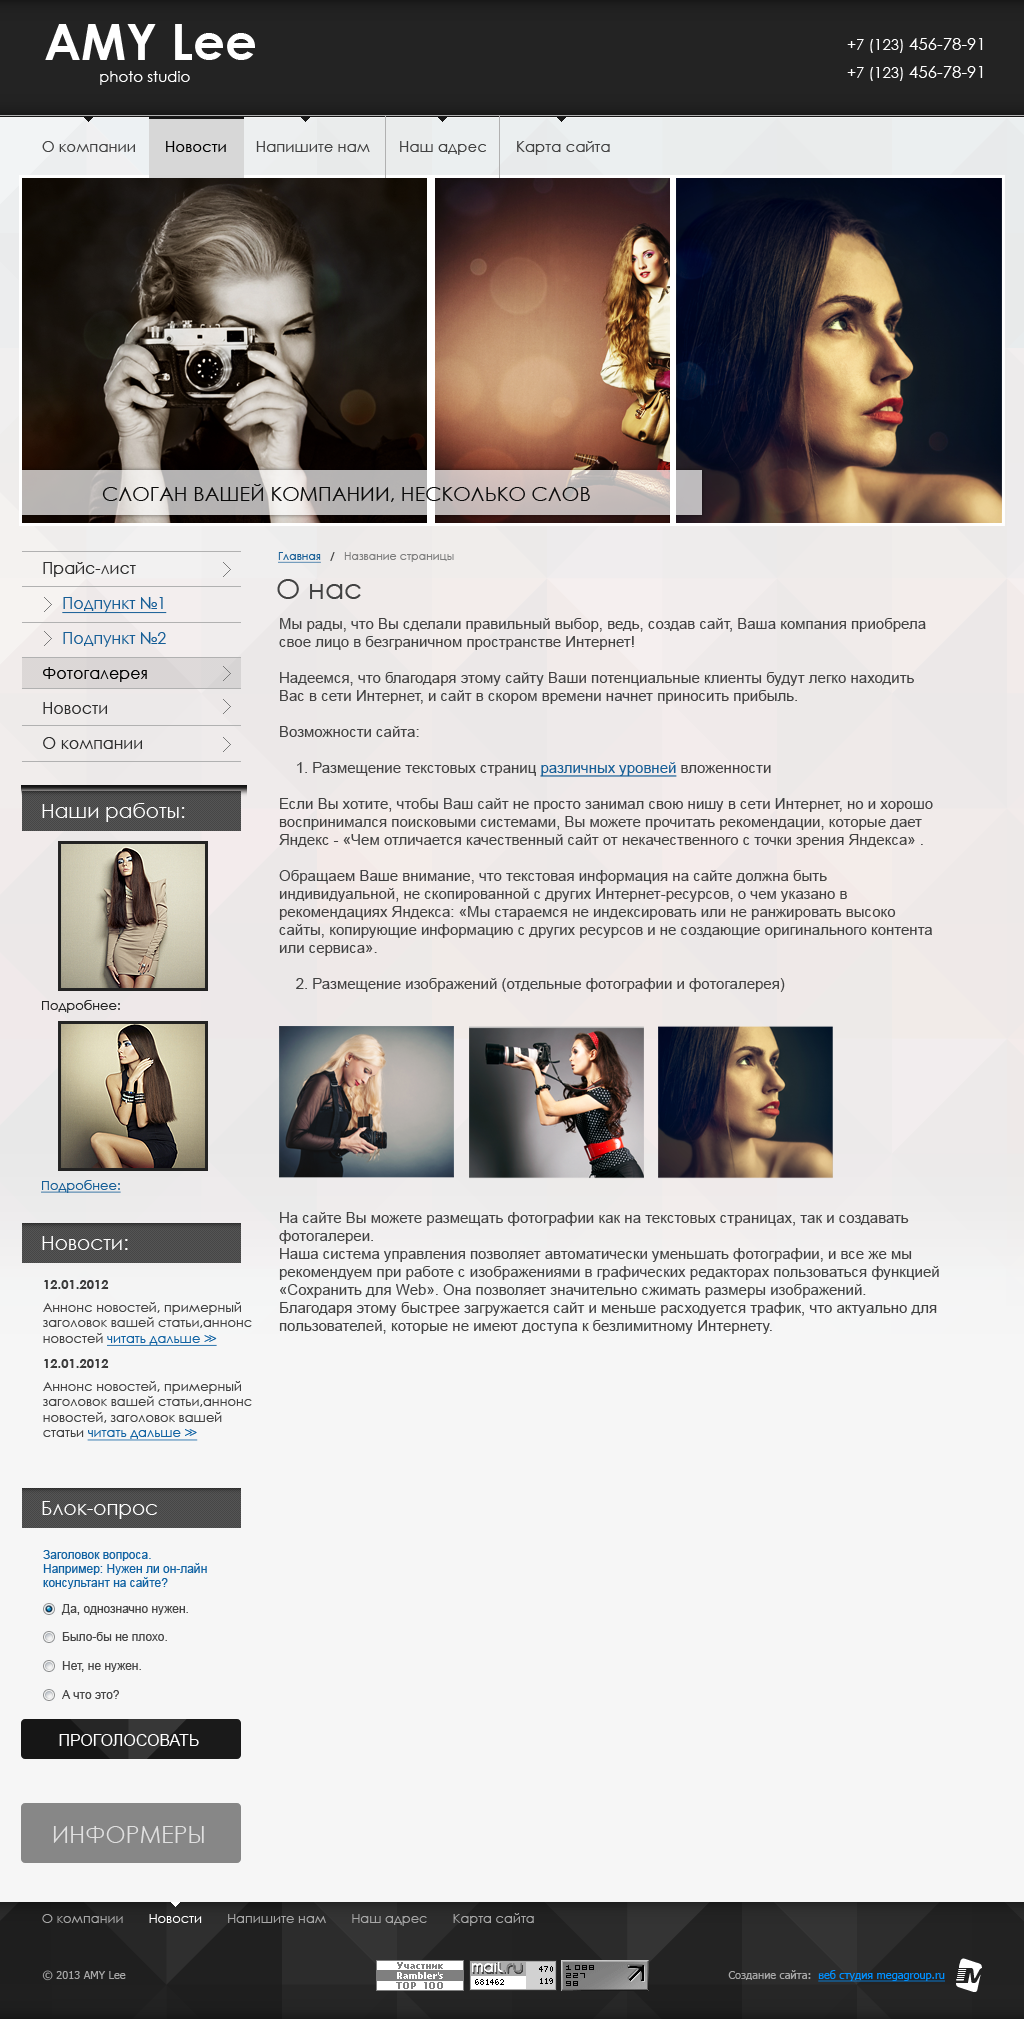 AMY Lee
photo studio
+7 (123) 456-78-91
+7 (123) 456-78-91
О компании Новости Напишите нам Наш адрес Карта сайта
СЛОГАН ВАШЕЙ КОМПАНИИ, НЕСКОЛЬКО СЛОВ
Прайс-лист
Подпункт №1
Подпункт №2
Фотогалерея
Новости
О компании
Наши работы:
Подробнее:
Подробнее:
Новости:
12.01.2012
Аннонс новостей, примерный
заголовок вашей статьи,аннонс
новостей читать дальше ≫
12.01.2012
Аннонс новостей, примерный
заголовок вашей статьи,аннонс
новостей, заголовок вашей
статьи читать дальше ≫
Блок-опрос
Заголовок вопроса.
Например: Нужен ли он-лайн
консультант на сайте?
Да, однозначно нужен.
Было-бы не плохо.
Нет, не нужен.
А что это?
ПРОГОЛОСОВАТЬ
ИНФОРМЕРЫ
Главная / Название страницы
О нас
Мы рады, что Вы сделали правильный выбор, ведь, создав сайт, Ваша компания приобрела
свое лицо в безграничном пространстве Интернет!
Надеемся, что благодаря этому сайту Ваши потенциальные клиенты будут легко находить
Вас в сети Интернет, и сайт в скором времени начнет приносить прибыль.
Возможности сайта:
1. Размещение текстовых страниц различных уровней вложенности
Если Вы хотите, чтобы Ваш сайт не просто занимал свою нишу в сети Интернет, но и хорошо
воспринимался поисковыми системами, Вы можете прочитать рекомендации, которые дает
Яндекс - «Чем отличается качественный сайт от некачественного с точки зрения Яндекса» .
Обращаем Ваше внимание, что текстовая информация на сайте должна быть
индивидуальной, не скопированной с других Интернет-ресурсов, о чем указано в
рекомендациях Яндекса: «Мы стараемся не индексировать или не ранжировать высоко
сайты, копирующие информацию с других ресурсов и не создающие оригинального контента
или сервиса».
2. Размещение изображений (отдельные фотографии и фотогалерея)
На сайте Вы можете размещать фотографии как на текстовых страницах, так и создавать
фотогалереи.
Наша система управления позволяет автоматически уменьшать фотографии, и все же мы
рекомендуем при работе с изображениями в графических редакторах пользоваться функцией
«Сохранить для Web». Она позволяет значительно сжимать размеры изображений.
Благодаря этому быстрее загружается сайт и меньше расходуется трафик, что актуально для
пользователей, которые не имеют доступа к безлимитному Интернету.
О компании Новости Напишите нам Наш адрес Карта сайта
© 2013 AMY Lee
Участник
Rambler's
TOP 100
mail.ru 470
681462 119
1088
227
98
Создание сайта: веб студия megagroup.ru